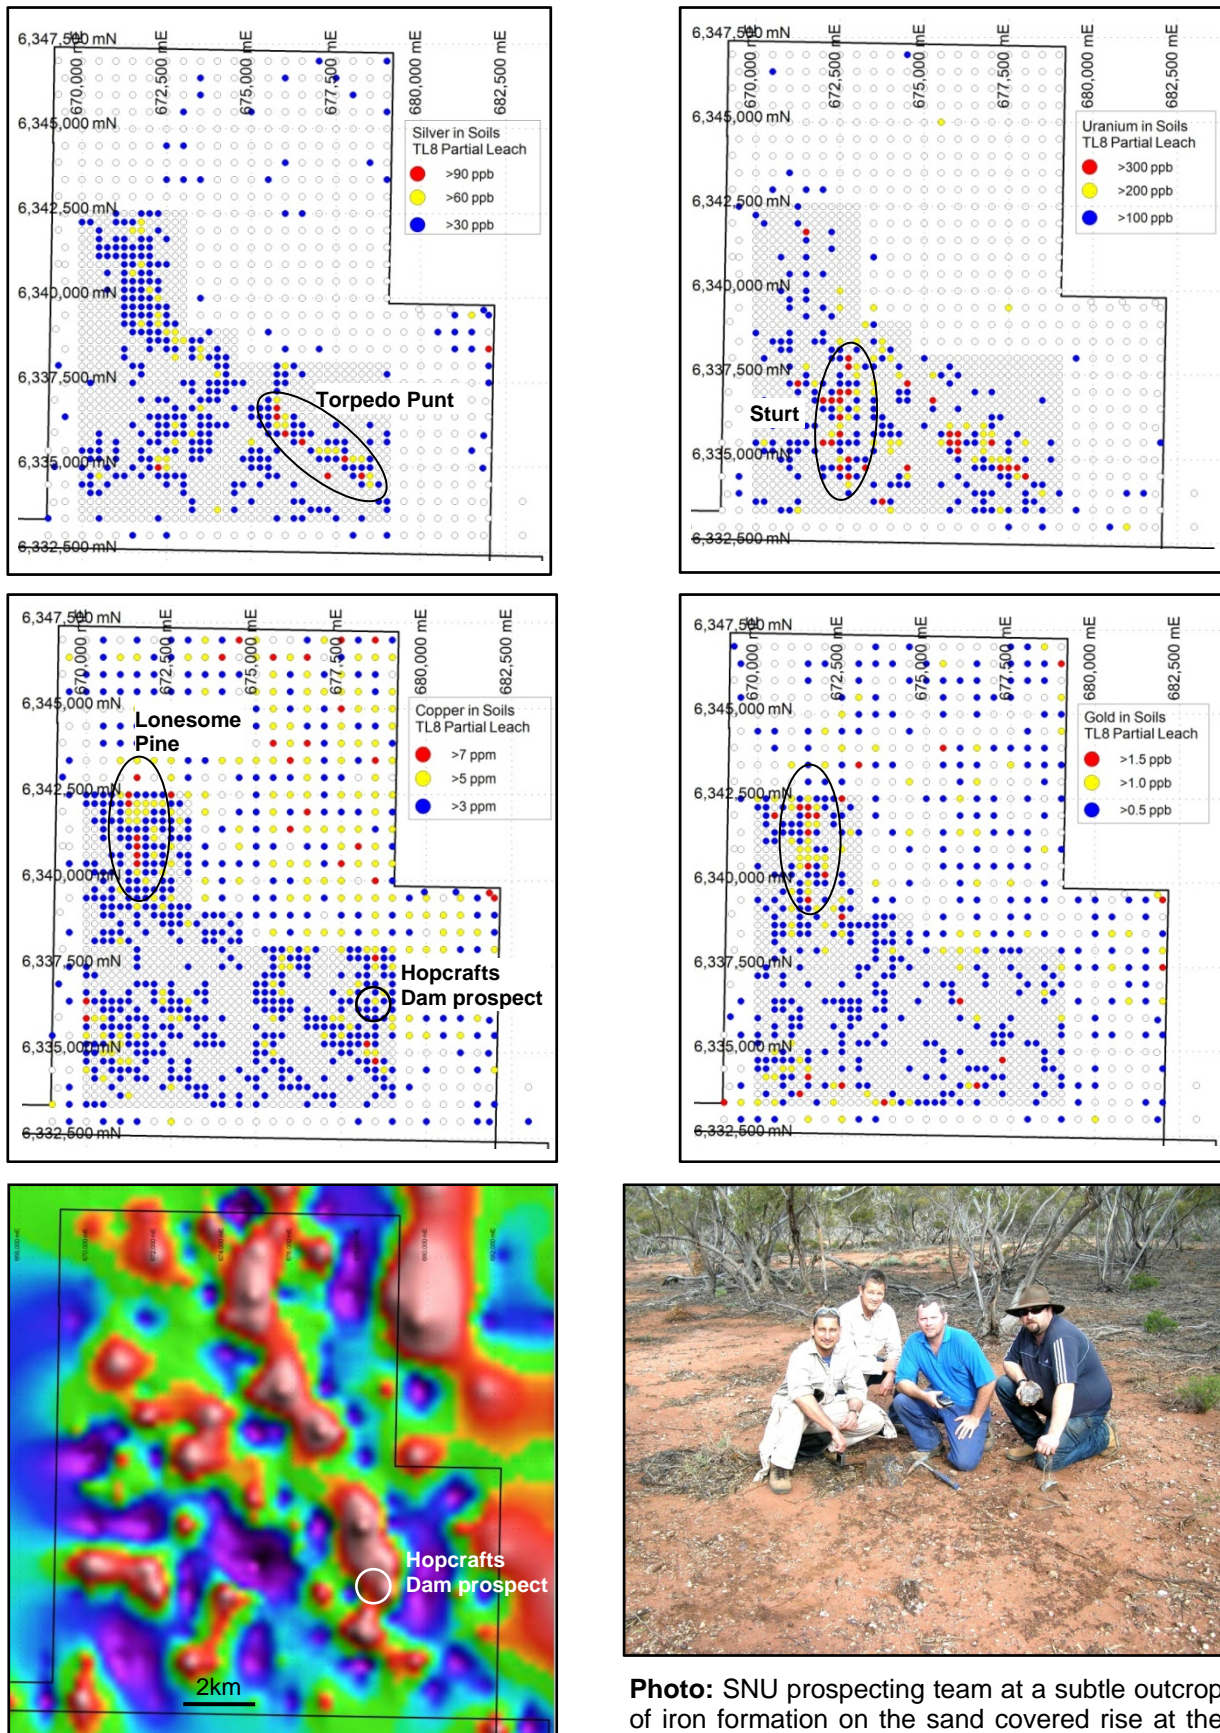 6,347,500 mN
670,000 mE
672,500 mE
675,000 mE
677,500 mE
680,000 mE
682,500 mE
6,345,000 mN
Silver in Soils
TL8 Partial Leach
>90 ppb
>60 ppb
>30 ppb
6,342,500 mN
6,340,000 mN
6,337,500 mN
Torpedo Punt
6,335,000 mN
6,332,500 mN
6,347,500 mN
670,000 mE
672,500 mE
675,000 mE
677,500 mE
680,000 mE
682,500 mE
6,345,000 mN
Uranium in Soils
TL8 Partial Leach
>300 ppb
>200 ppb
>100 ppb
6,342,500 mN
6,340,000 mN
6,337,500 mN
Sturt
6,335,000 mN
6,332,500 mN
6,347,500 mN
670,000 mE
672,500 mE
675,000 mE
677,500 mE
680,000 mE
682,500 mE
6,345,000 mN
Lonesome
Pine
Copper in Soils
TL8 Partial Leach
>7 ppm
>5 ppm
>3 ppm
6,342,500 mN
6,340,000 mN
6,337,500 mN
Hopcrafts
Dam prospect
6,335,000 mN
6,332,500 mN
6,347,500 mN
670,000 mE
672,500 mE
675,000 mE
677,500 mE
680,000 mE
682,500 mE
6,345,000 mN
Gold in Soils
TL8 Partial Leach
>1.5 ppb
>1.0 ppb
>0.5 ppb
6,342,500 mN
6,340,000 mN
6,337,500 mN
6,335,000 mN
6,332,500 mN
Hopcrafts
Dam prospect
2km
Photo: SNU prospecting team at a subtle outcrop
of iron formation on the sand covered rise at the